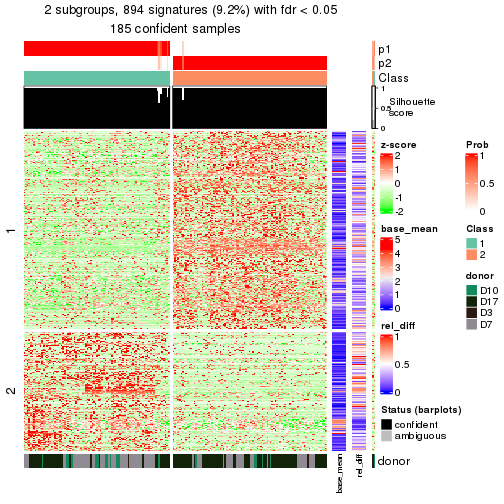 2 subgroups, 894 signatures (9.2%) with fdr < 0.05
185 confident samples
p1
p2
Class
1
0.5
0
Silhouette
score
1
2
z-score
2
1
0
-1
-2
Prob
1
0.5
0
base_mean
5
4
3
2
1
0
Class
1
2
donor
D10
D17
D3
D7
rel_diff
1
0.5
0
Status (barplots)
confident
ambiguous
donor
base_mean
rel_diff